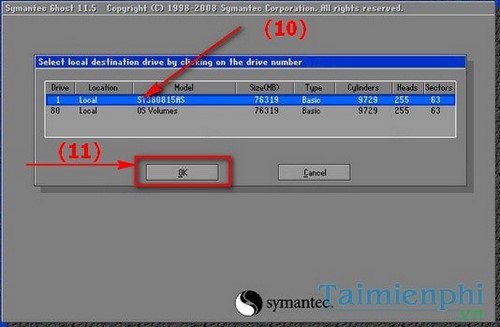 Symantec Ghost 11.5 Copyright (C) 1998-2008 Symantec Corporation. All rights reserved.
(10)
Select local destination drive by clicking on the drive number
Drive Location Model Size(MB) Type Cylinders Heads Sectors
1 Local ST380815AS 76319 Basic 9729 255 63
80 Local OS Volumes 76319 Basic 9729 255 63
(11)
OK Cancel
symantec.
Taimienphi
.vn